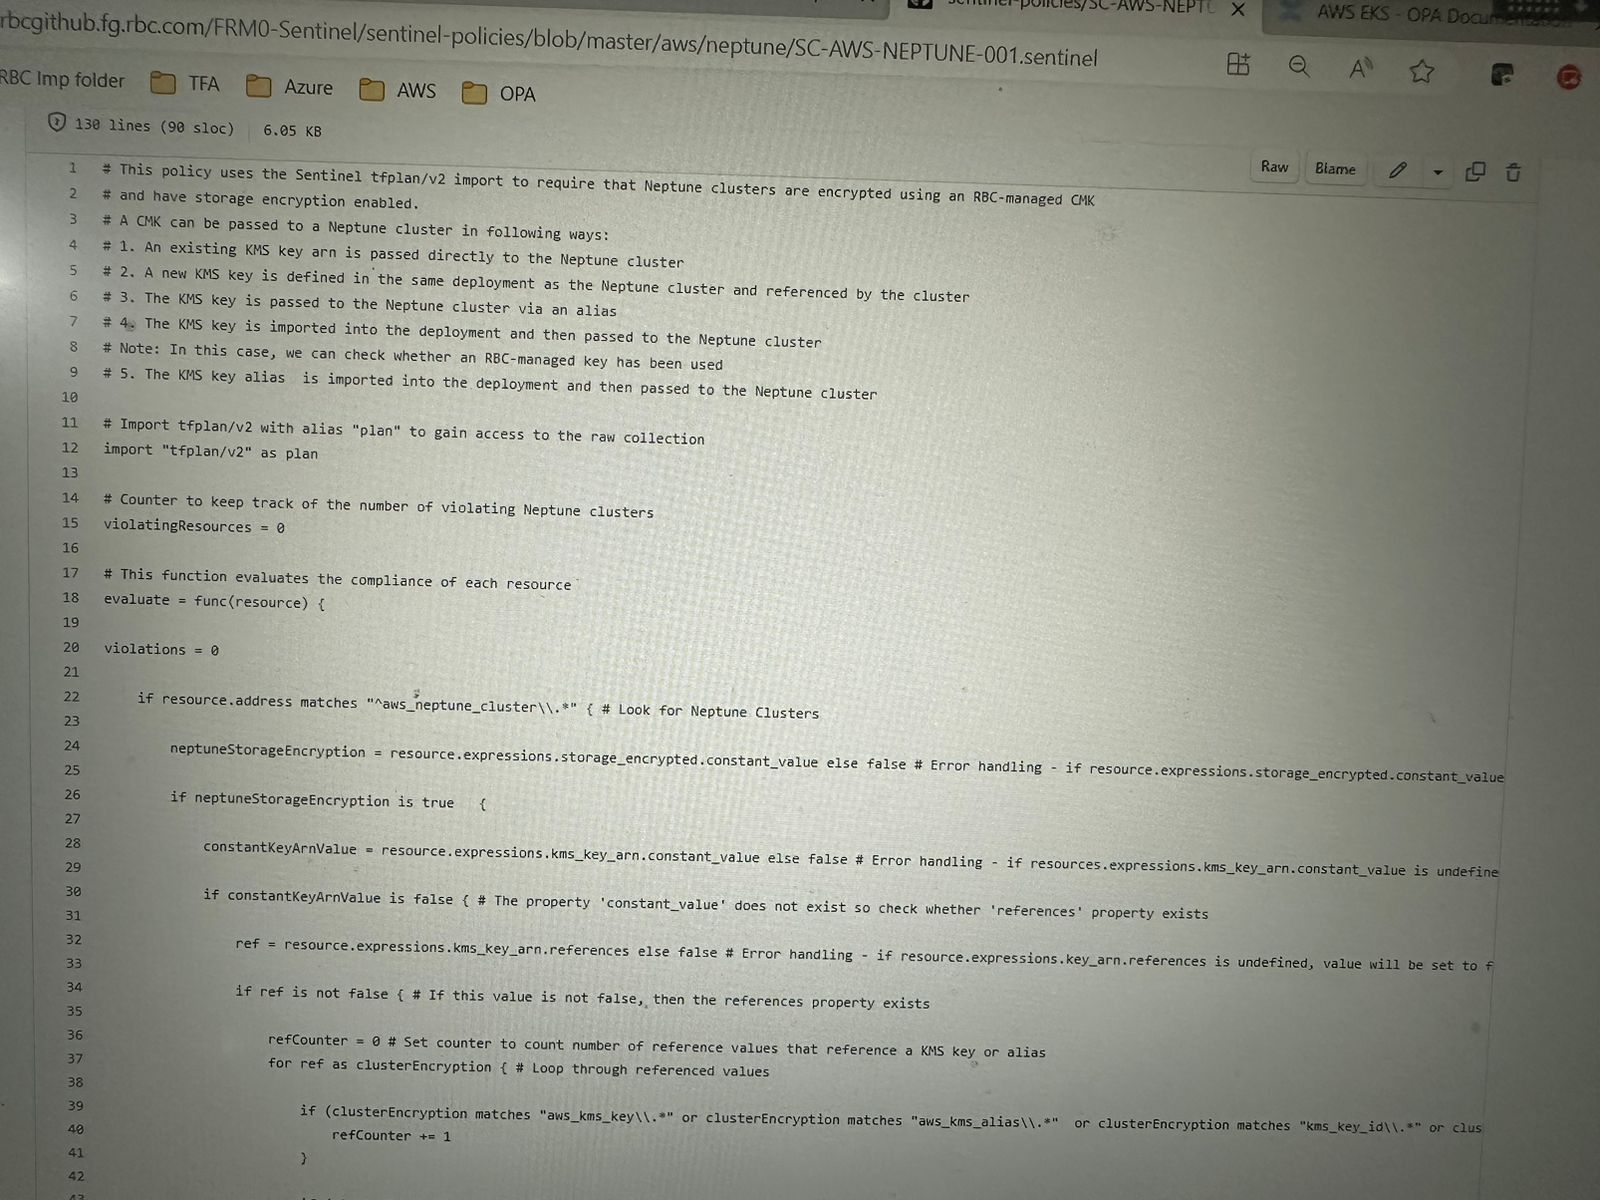 sentinel-policies/SC-AWS-NEPTU
AWS EKS - OPA Documentation
rbcgithub.fg.rbc.com/FRM0-Sentinel/sentinel-policies/blob/master/aws/neptune/SC-AWS-NEPTUNE-001.sentinel
RBC Imp folder TFA Azure AWS OPA
130 lines (90 sloc) 6.05 KB
Raw Blame
1 # This policy uses the Sentinel tfplan/v2 import to require that Neptune clusters are encrypted using an RBC-managed CMK
2 # and have storage encryption enabled.
3 # A CMK can be passed to a Neptune cluster in following ways:
4 # 1. An existing KMS key arn is passed directly to the Neptune cluster
5 # 2. A new KMS key is defined in the same deployment as the Neptune cluster and referenced by the cluster
6 # 3. The KMS key is passed to the Neptune cluster via an alias
7 # 4. The KMS key is imported into the deployment and then passed to the Neptune cluster
8 # Note: In this case, we can check whether an RBC-managed key has been used
9 # 5. The KMS key alias  is imported into the deployment and then passed to the Neptune cluster
10
11 # Import tfplan/v2 with alias "plan" to gain access to the raw collection
12 import "tfplan/v2" as plan
13
14 # Counter to keep track of the number of violating Neptune clusters
15 violatingResources = 0
16
17 # This function evaluates the compliance of each resource
18 evaluate = func(resource) {
19
20 violations = 0
21
22 if resource.address matches "^aws_neptune_cluster\\.*" { # Look for Neptune Clusters
23
24 neptuneStorageEncryption = resource.expressions.storage_encrypted.constant_value else false # Error handling - if resource.expressions.storage_encrypted.constant_value
25
26 if neptuneStorageEncryption is true   {
27
28 constantKeyArnValue = resource.expressions.kms_key_arn.constant_value else false # Error handling - if resources.expressions.kms_key_arn.constant_value is undefine
29
30 if constantKeyArnValue is false { # The property 'constant_value' does not exist so check whether 'references' property exists
31
32 ref = resource.expressions.kms_key_arn.references else false # Error handling - if resource.expressions.key_arn.references is undefined, value will be set to f
33
34 if ref is not false { # If this value is not false, then the references property exists
35
36 refCounter = 0 # Set counter to count number of reference values that reference a KMS key or alias
37 for ref as clusterEncryption { # Loop through referenced values
38
39 if (clusterEncryption matches "aws_kms_key\\.*" or clusterEncryption matches "aws_kms_alias\\.*"  or clusterEncryption matches "kms_key_id\\.*" or clus
40 refCounter += 1
41 }
42
43